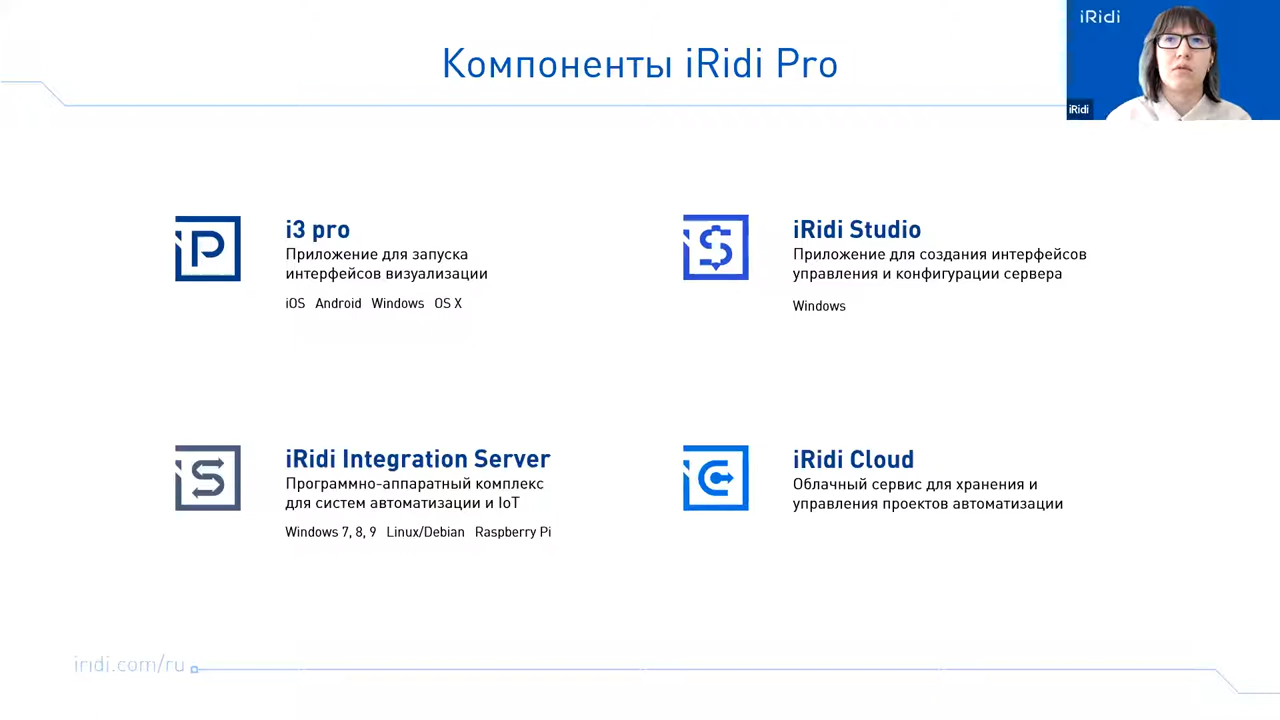 Компоненты iRidi Pro
iRidi
iRidi
i3 pro
Приложение для запуска
интерфейсов визуализации
iOS Android Windows OS X
iRidi Studio
Приложение для создания интерфейсов
управления и конфигурации сервера
Windows
iRidi Integration Server
Программно-аппаратный комплекс
для систем автоматизации и IoT
Windows 7, 8, 9 Linux/Debian Raspberry Pi
iRidi Cloud
Облачный сервис для хранения и
управления проектов автоматизации
iridi.com/ru